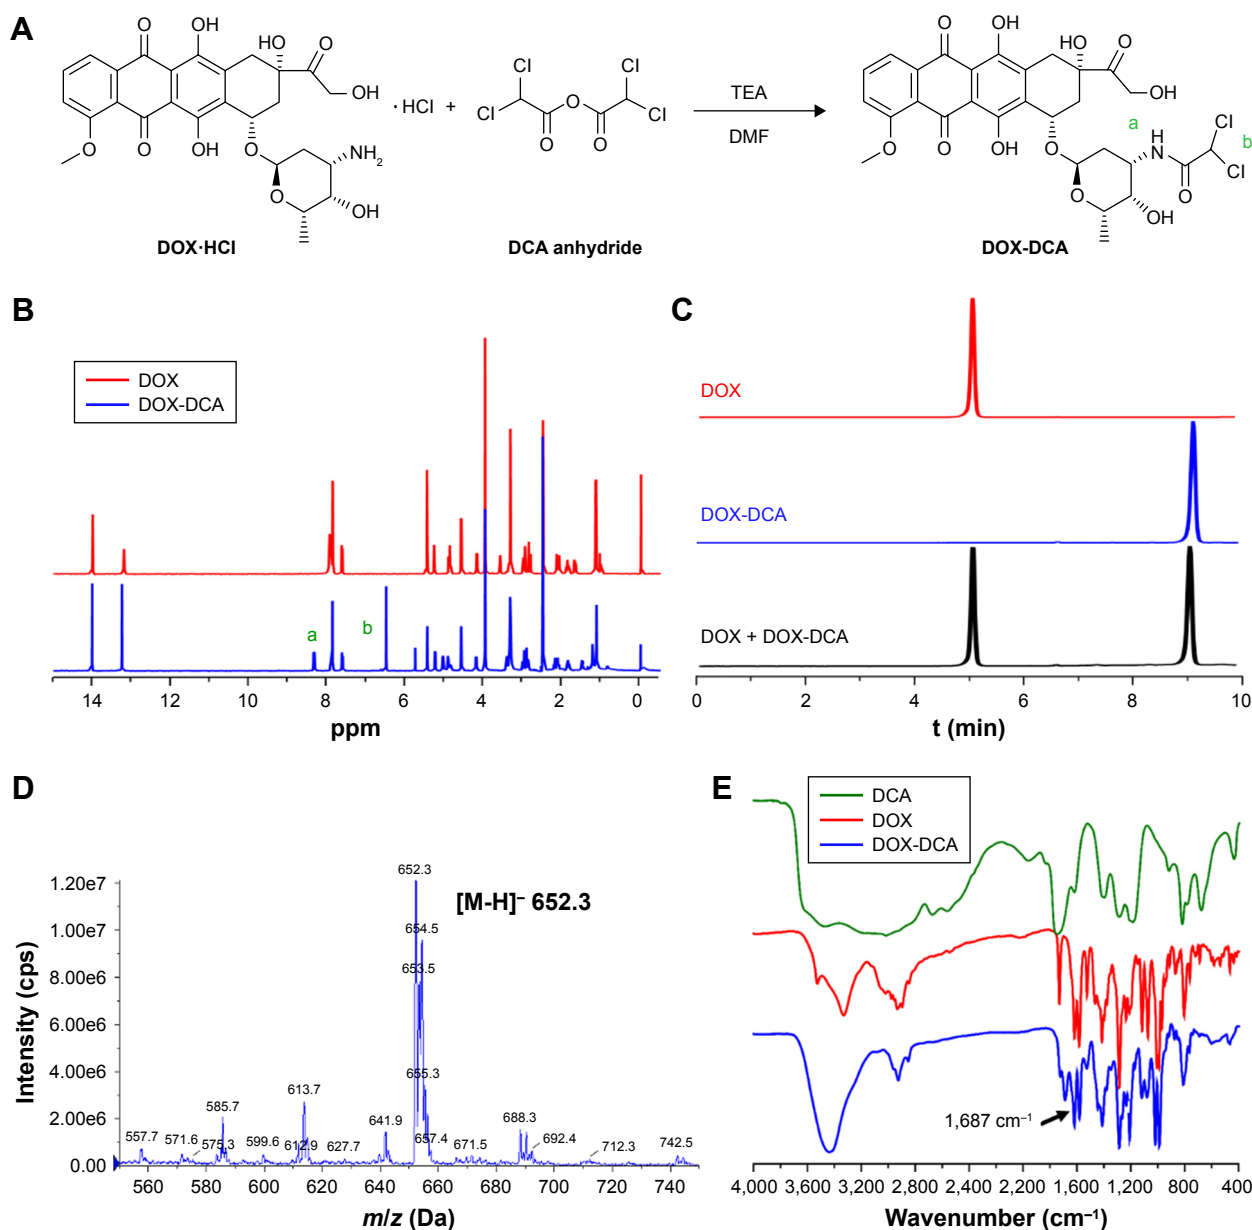 A
O
OH
HO
O
OH
O
OH
O
O
NH2
O
OH
· HCl
+
Cl
Cl
Cl
Cl
O
O
O
TEA
DMF
O
OH
HO
O
OH
O
OH
O
O
a
H
N
Cl
b
Cl
O
O
OH
DOX·HCl
DCA anhydride
DOX-DCA
B
DOX
DOX-DCA
a
b
14
12
10
8
6
4
2
0
ppm
C
DOX
DOX-DCA
DOX + DOX-DCA
0
2
4
6
8
10
t (min)
D
[M-H]– 652.3
Intensity (cps)
1.20e7
1.00e7
8.00e6
6.00e6
4.00e6
2.00e6
0.00
557.7
571.6
575.3
585.7
599.6
612.9
613.7
627.7
641.9
652.3
654.5
653.5
655.3
657.4
671.5
688.3
692.4
712.3
742.5
560
580
600
620
640
660
680
700
720
740
m/z (Da)
E
DCA
DOX
DOX-DCA
1,687 cm–1
4,000
3,600
3,200
2,800
2,400
2,000
1,600
1,200
800
400
Wavenumber (cm–1)